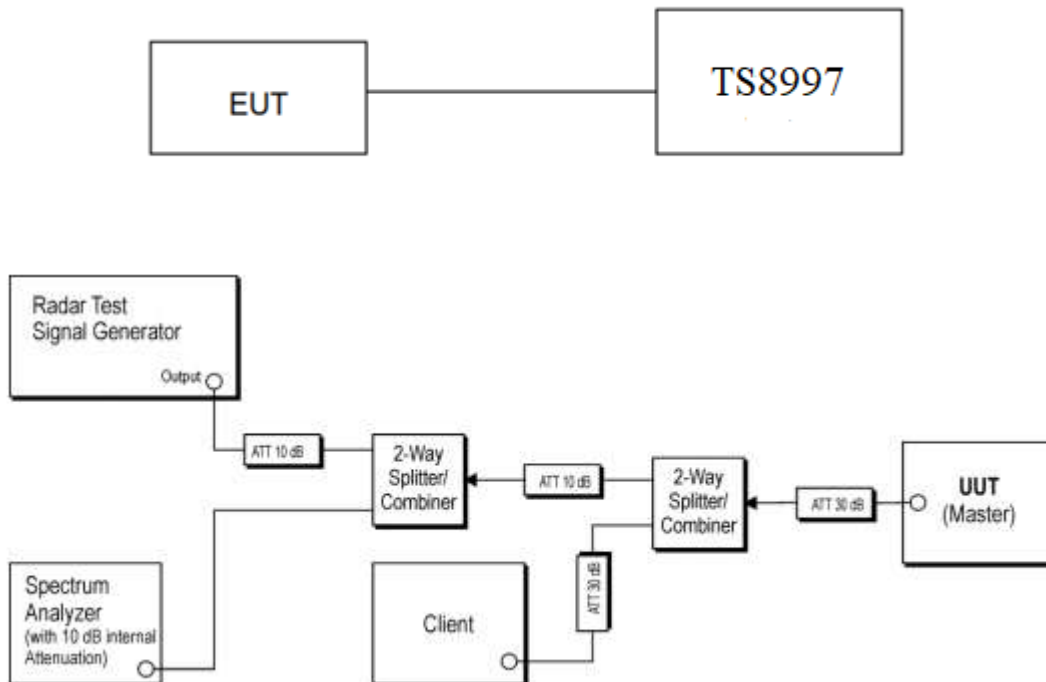 EUT
TS8997
Radar Test
Signal Generator
Output
ATT 10 dB
2-Way
Splitter/
Combiner
ATT 10 dB
2-Way
Splitter/
Combiner
ATT 30 dB
UUT
(Master)
Spectrum
Analyzer
(with 10 dB internal
Attenuation)
Client
ATT 30 dB